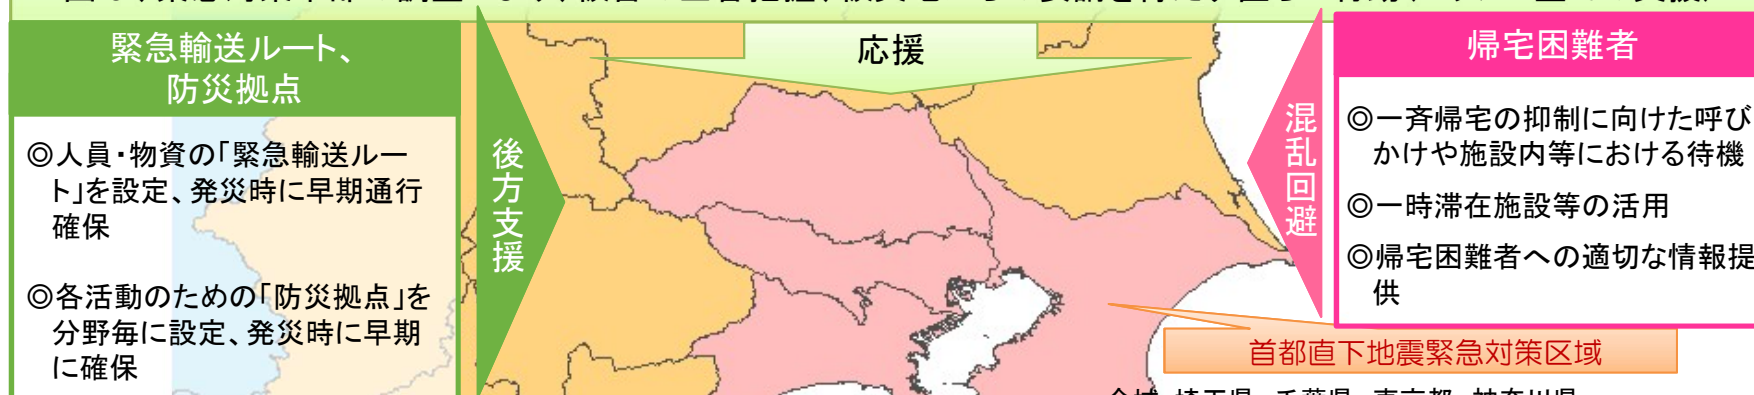 緊急輸送ルート、
防災拠点
◎人員・物資の「緊急輸送ルー
ト」を設定、発災時に早期通行
確保
◎各活動のための「防災拠点」を
分野毎に設定、発災時に早期
に確保
後方支援
応援
混乱回避
帰宅困難者
◎一斉帰宅の抑制に向けた呼び
かけや施設内等における待機
◎一時滞在施設等の活用
◎帰宅困難者への適切な情報提
供
首都直下地震緊急対策区域